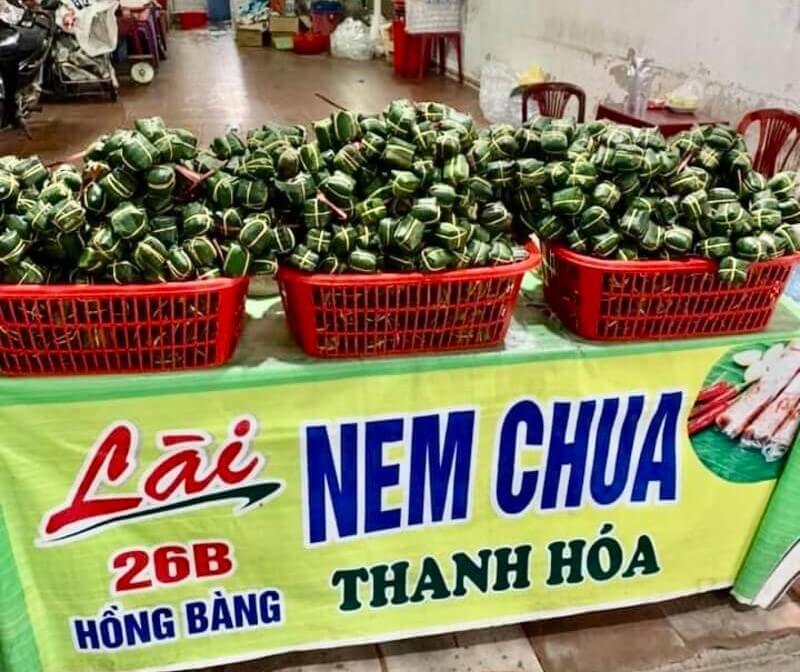 Lài
26B
HỒNG BÀNG
NEM CHUA
THANH HÓA